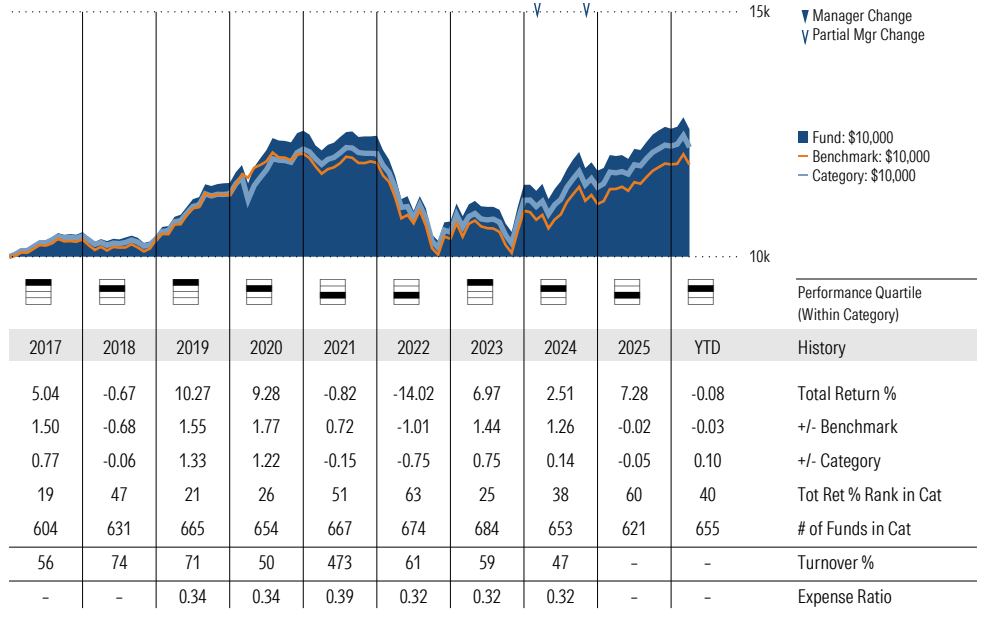 15k
Manager Change
Partial Mgr Change
Fund: $10,000
Benchmark: $10,000
Category: $10,000
10k
Performance Quartile
(Within Category)
2017 2018 2019 2020 2021 2022 2023 2024 2025 YTD History
5.04 -0.67 10.27 9.28 -0.82 -14.02 6.97 2.51 7.28 -0.08 Total Return %
1.50 -0.68 1.55 1.77 0.72 -1.01 1.44 1.26 -0.02 -0.03 +/- Benchmark
0.77 -0.06 1.33 1.22 -0.15 -0.75 0.75 0.14 -0.05 0.10 +/- Category
19 47 21 26 51 63 25 38 60 40 Tot Ret % Rank in Cat
604 631 665 654 667 674 684 653 621 655 # of Funds in Cat
56 74 71 50 473 61 59 47 – – Turnover %
– – 0.34 0.34 0.39 0.32 0.32 0.32 – – Expense Ratio